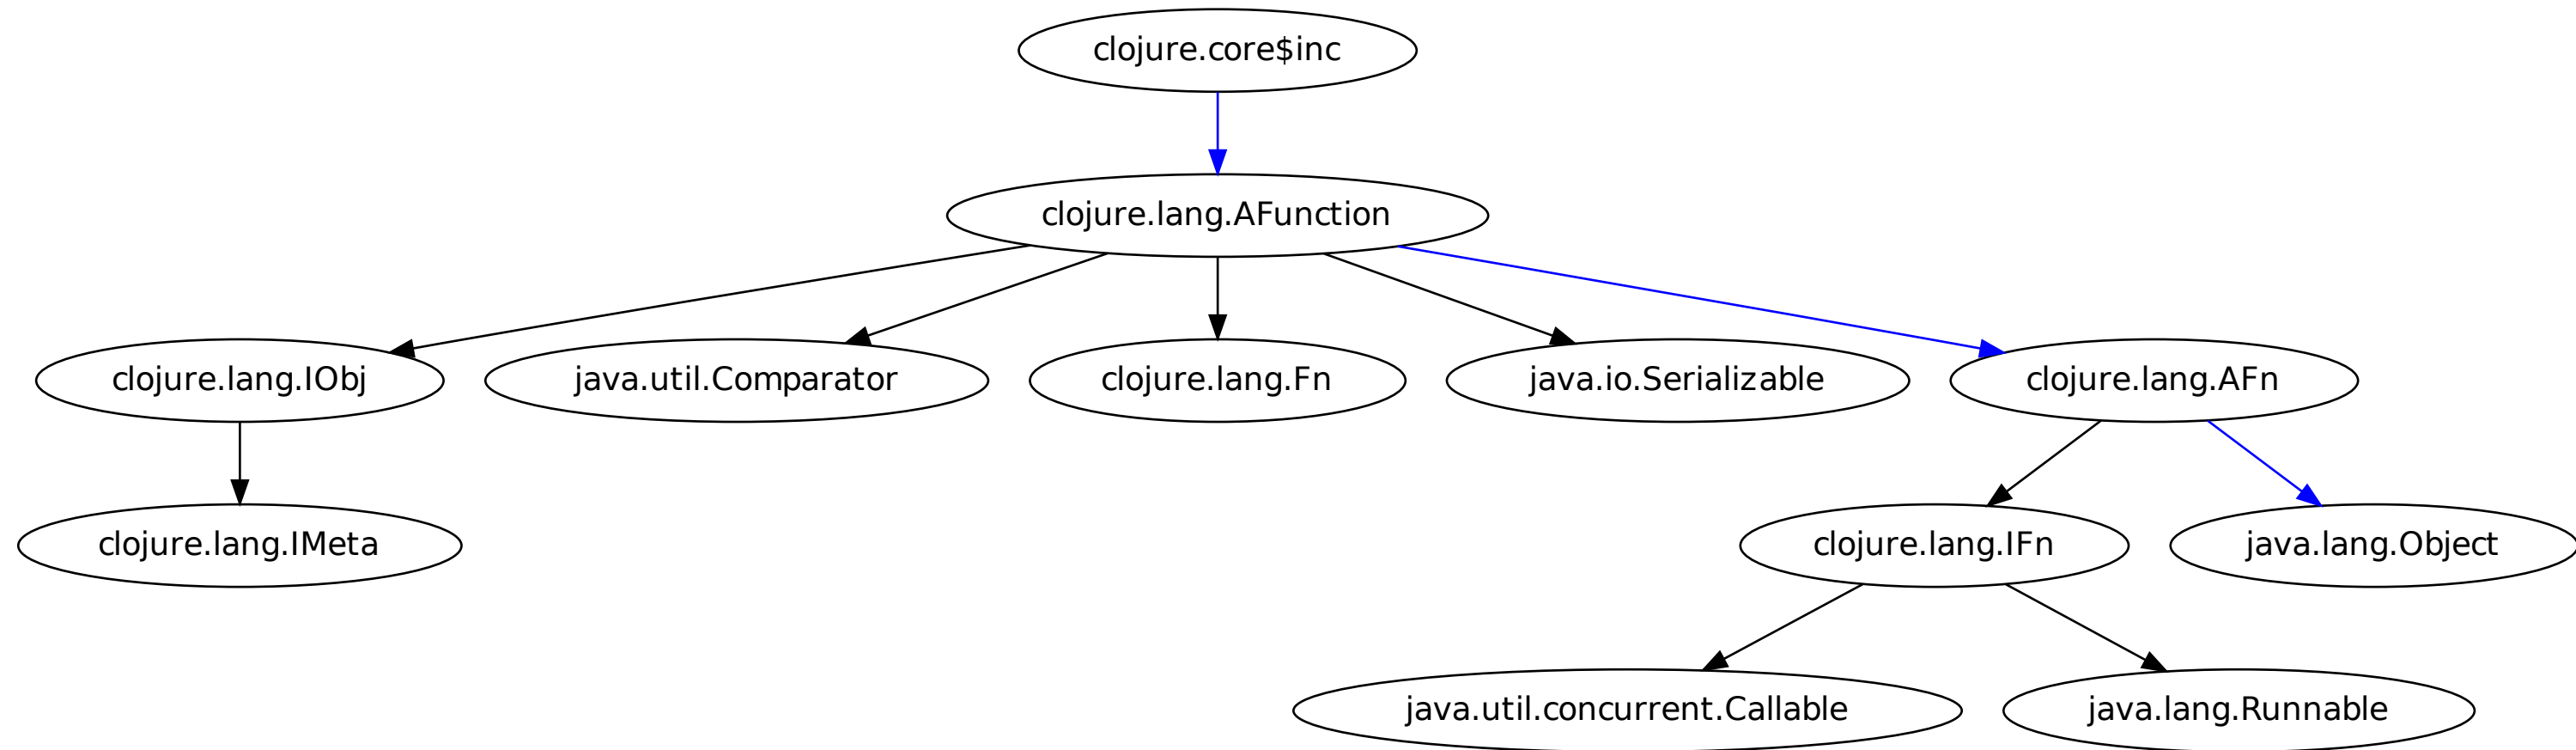 clojure.core$inc
clojure.lang.AFunction
clojure.lang.IObj
java.util.Comparator
clojure.lang.Fn
java.io.Serializable
clojure.lang.AFn
clojure.lang.IMeta
clojure.lang.IFn
java.lang.Object
java.util.concurrent.Callable
java.lang.Runnable